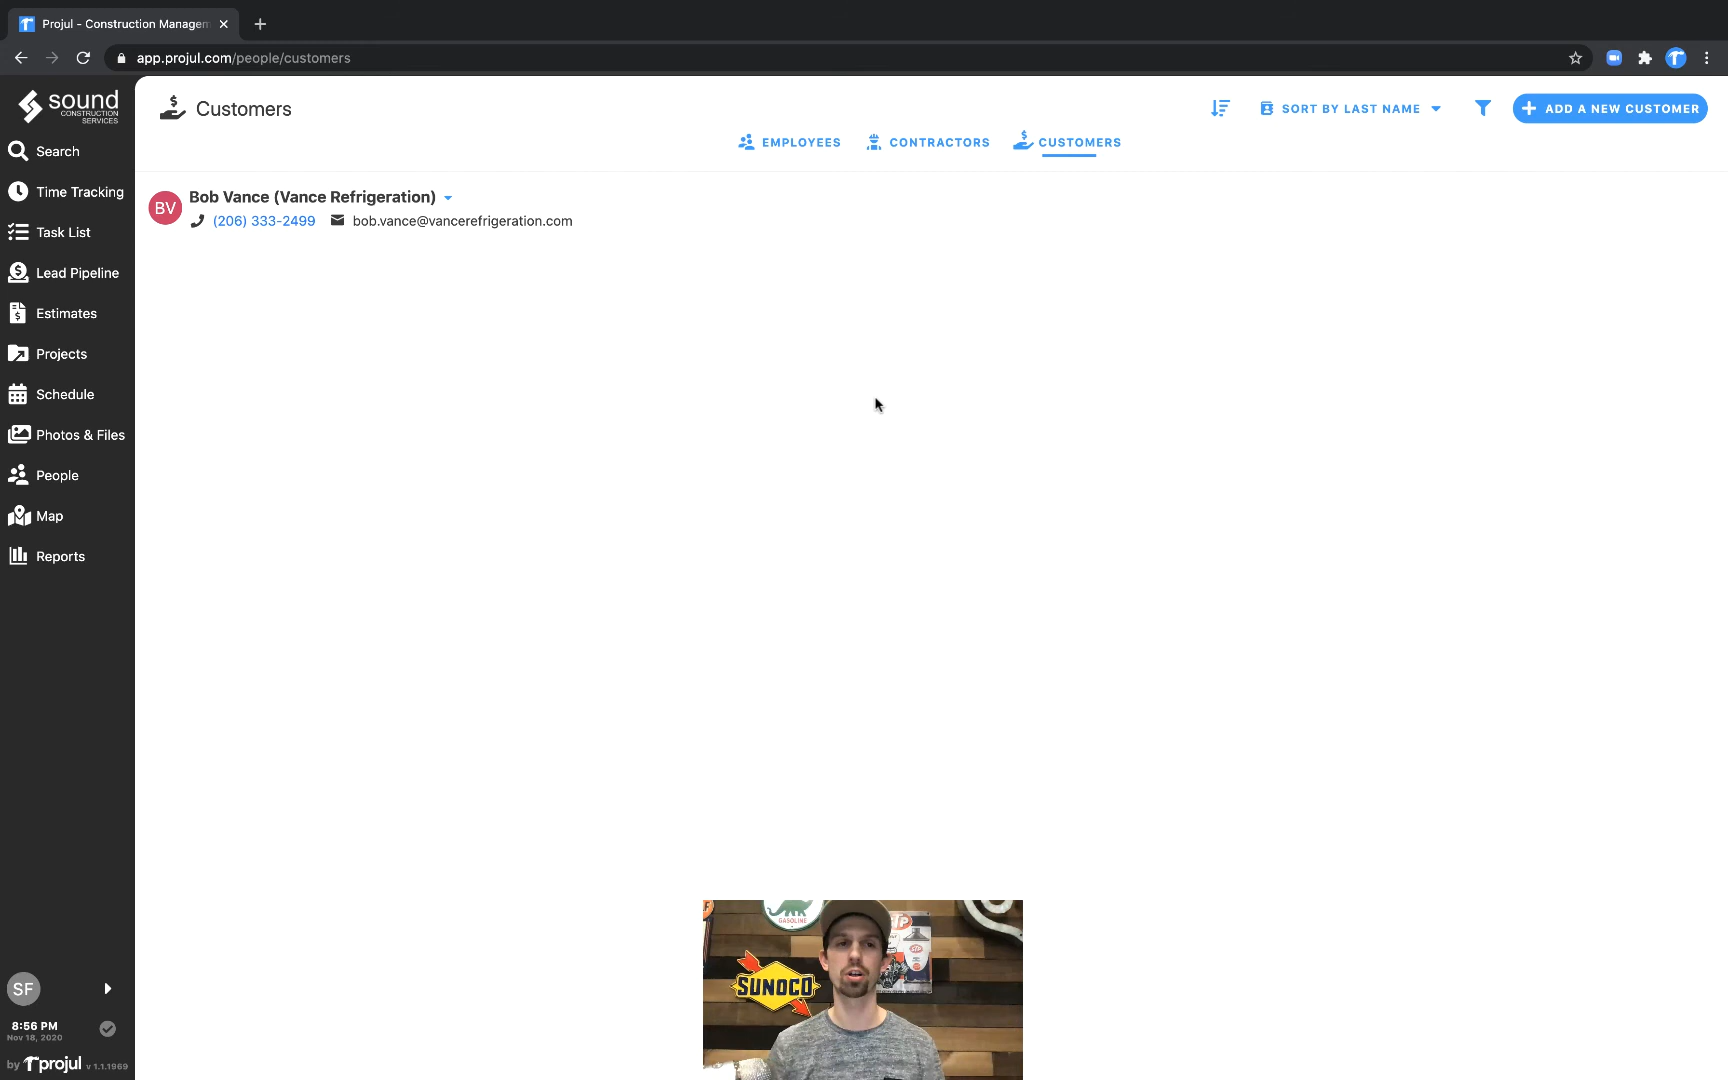 Projul - Construction Managem
app.projul.com/people/customers
sound
CONSTRUCTION
SERVICES
Search
Time Tracking
Task List
Lead Pipeline
Estimates
Projects
Schedule
Photos & Files
People
Map
Reports
SF
8:56 PM
Nov 18, 2020
by projul v 1.1.1969
Customers
SORT BY LAST NAME
ADD A NEW CUSTOMER
EMPLOYEES
CONTRACTORS
CUSTOMERS
BV
Bob Vance (Vance Refrigeration)
(206) 333-2499
bob.vance@vancerefrigeration.com
GASOLINE
SUNOCO
STP